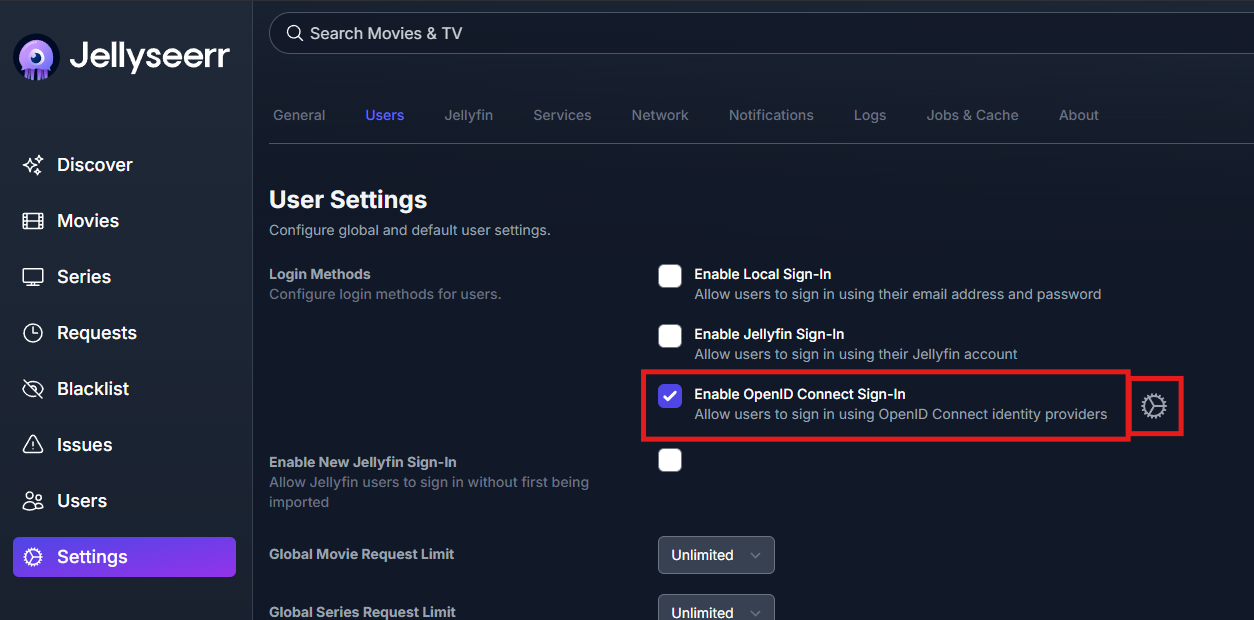 Jellyseerr
Search Movies & TV
General Users Jellyfin Services Network Notifications Logs Jobs & Cache About
Discover
Movies
Series
Requests
Blacklist
Issues
Users
Settings
User Settings
Configure global and default user settings.
Login Methods
Configure login methods for users.
Enable Local Sign-In
Allow users to sign in using their email address and password
Enable Jellyfin Sign-In
Allow users to sign in using their Jellyfin account
Enable OpenID Connect Sign-In
Allow users to sign in using OpenID Connect identity providers
Enable New Jellyfin Sign-In
Allow Jellyfin users to sign in without first being
imported
Global Movie Request Limit
Unlimited
Global Series Request Limit
Unlimited